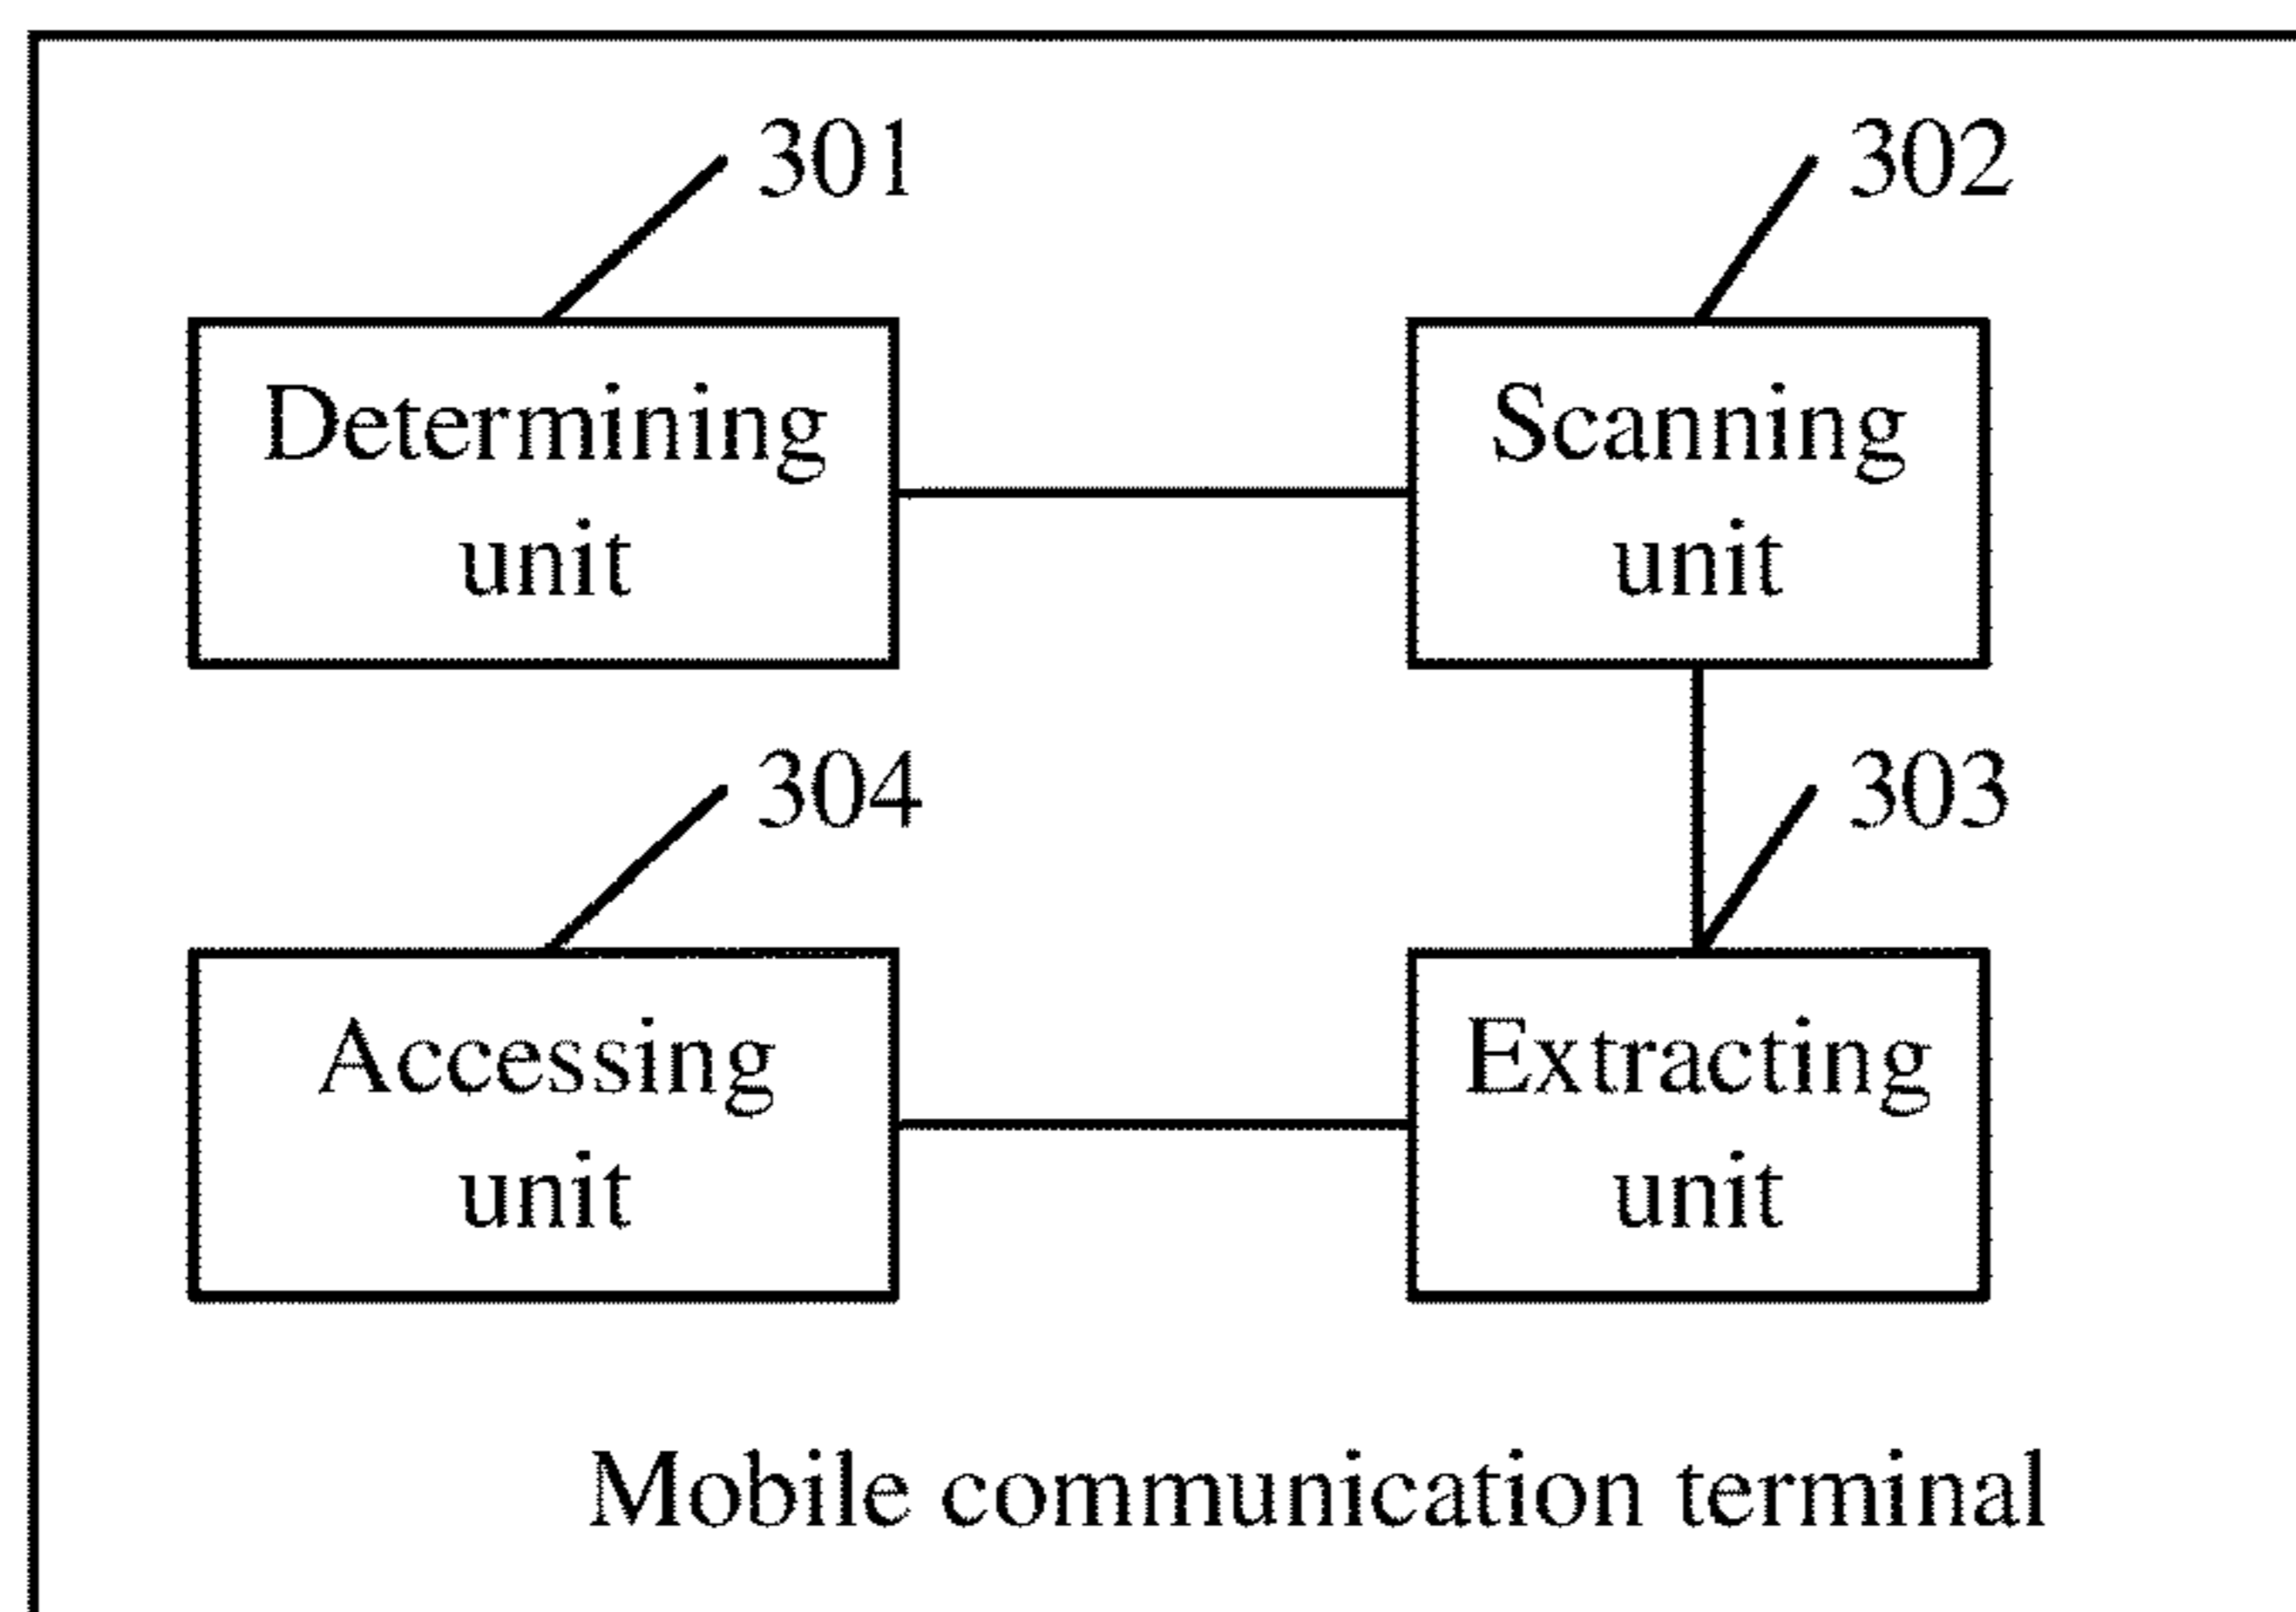 301
302
Determining
unit
Scanning
unit
304
303
Accessing
unit
Extracting
unit
Mobile communication terminal